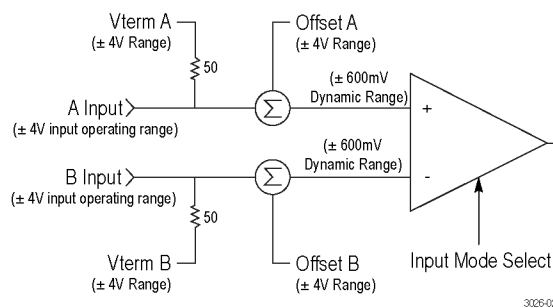 Vterm A
(± 4V Range)
Offset A
(± 4V Range)
50
(± 600mV
Dynamic Range)
A Input
(± 4V input operating range)
Σ
+
(± 600mV
Dynamic Range)
B Input
(± 4V input operating range)
Σ
-
50
Vterm B
(± 4V Range)
Offset B
(± 4V Range)
Input Mode Select